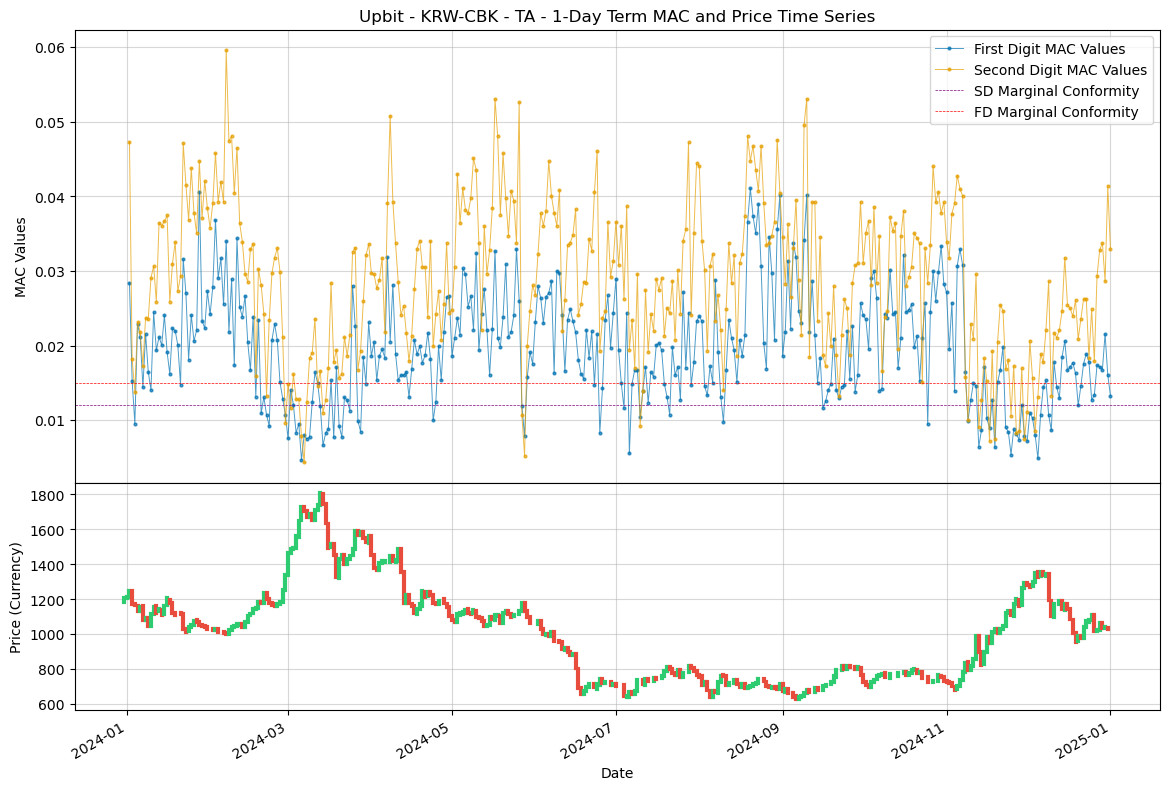 Upbit - KRW-CBK - TA - 1-Day Term MAC and Price Time Series
First Digit MAC Values
Second Digit MAC Values
SD Marginal Conformity
FD Marginal Conformity
MAC Values
0.06
0.05
0.04
0.03
0.02
0.01
Price (Currency)
1800
1600
1400
1200
1000
800
600
2024-01
2024-03
2024-05
2024-07
2024-09
2024-11
2025-01
Date